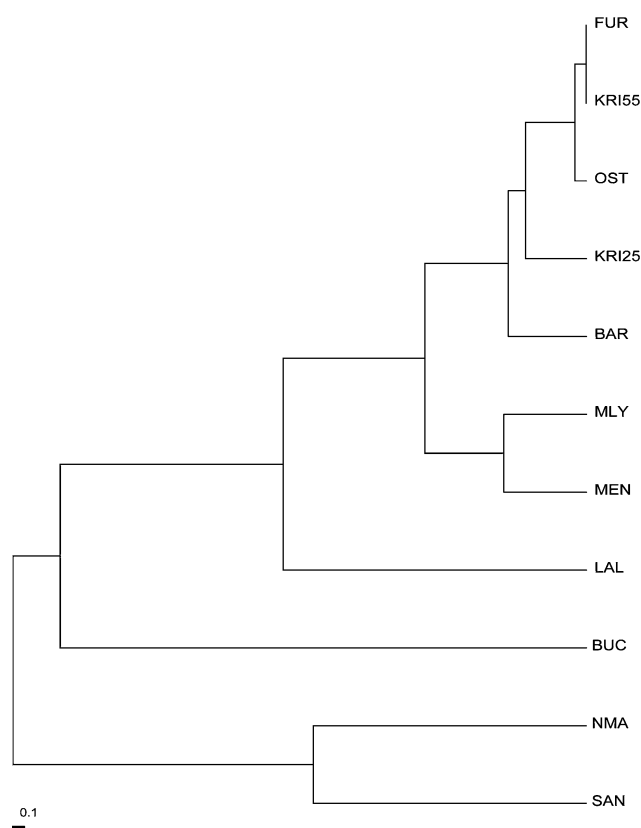 FUR
KRI55
OST
KRI25
BAR
MLY
MEN
LAL
BUC
NMA
SAN
0.1